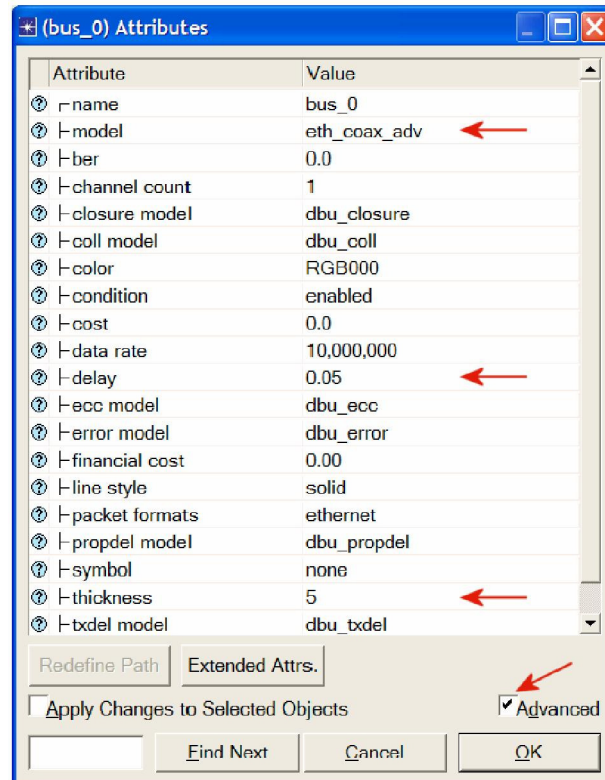 (bus_0) Attributes
Attribute Value
name bus_0
model eth_coax_adv
ber 0.0
channel count 1
closure model dbu_closure
coll model dbu_coll
color RGB000
condition enabled
cost 0.0
data rate 10,000,000
delay 0.05
ecc model dbu_ecc
error model dbu_error
financial cost 0.00
line style solid
packet formats ethernet
propdel model dbu_propdel
symbol none
thickness 5
txdel model dbu_txdel
Redefine Path Extended Attrs.
Apply Changes to Selected Objects Advanced
Find Next Cancel OK